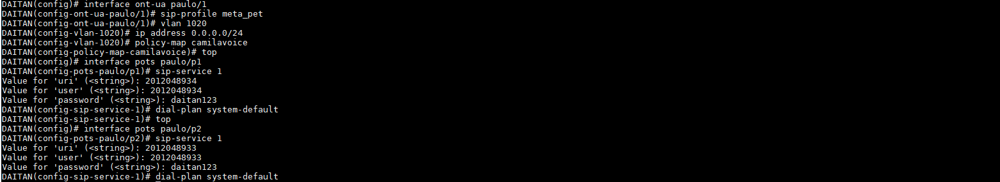 DAITAN(config)# interface ont-ua paulo/1
DAITAN(config-ont-ua-paulo/1)# sip-profile meta_pet
DAITAN(config-ont-ua-paulo/1)# vlan 1020
DAITAN(config-vlan-1020)# ip address 0.0.0.0/24
DAITAN(config-vlan-1020)# policy-map camilavoice
DAITAN(config-policy-map-camilavoice)# top
DAITAN(config)# interface pots paulo/p1
DAITAN(config-pots-paulo/p1)# sip-service 1
Value for 'uri' (<string>): 2012048934
Value for 'user' (<string>): 2012048934
Value for 'password' (<string>): daitan123
DAITAN(config-sip-service-1)# dial-plan system-default
DAITAN(config-sip-service-1)# top
DAITAN(config)# interface pots paulo/p2
DAITAN(config-pots-paulo/p2)# sip-service 1
Value for 'uri' (<string>): 2012048933
Value for 'user' (<string>): 2012048933
Value for 'password' (<string>): daitan123
DAITAN(config-sip-service-1)# dial-plan system-default